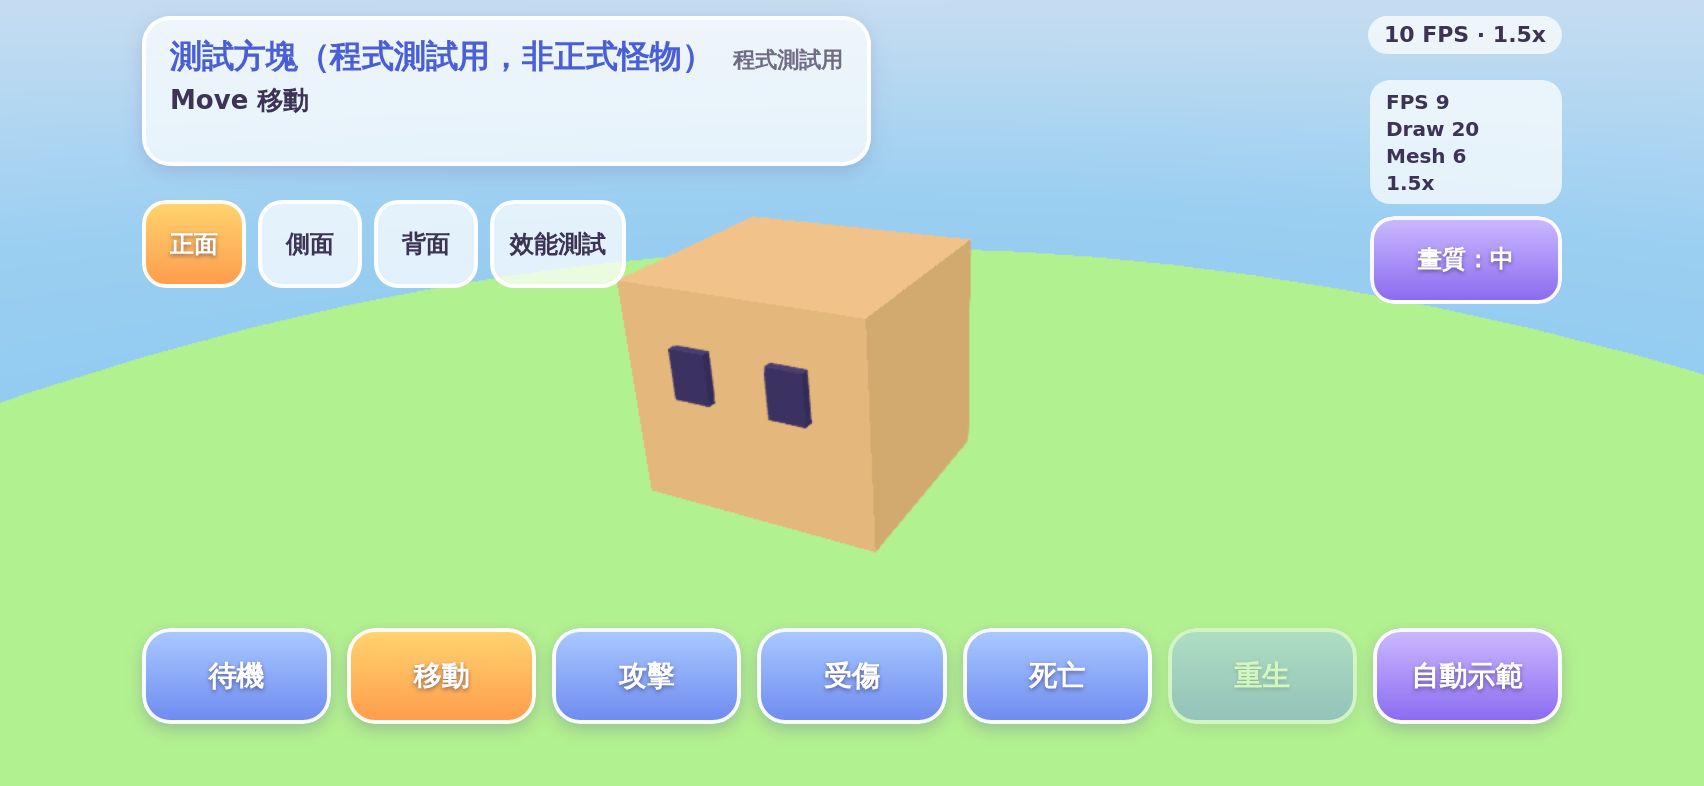 測試方塊（程式測試用，非正式怪物） 程式測試用
Move 移動
10 FPS · 1.5x
FPS 9
Draw 20
Mesh 6
1.5x
畫質：中
正面 側面 背面 效能測試
待機 移動 攻擊 受傷 死亡 重生 自動示範